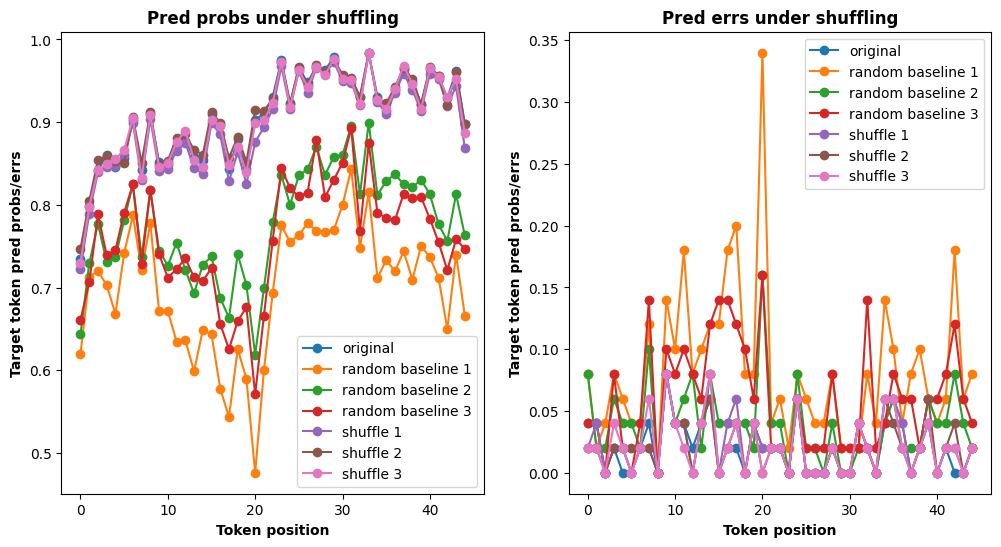 Pred probs under shuffling
Target token pred probs/errs
1.0
0.9
0.8
0.7
0.6
0.5
0
10
20
30
40
Token position
original
random baseline 1
random baseline 2
random baseline 3
shuffle 1
shuffle 2
shuffle 3
Pred errs under shuffling
Target token pred probs/errs
0.35
0.30
0.25
0.20
0.15
0.10
0.05
0.00
0
10
20
30
40
Token position
original
random baseline 1
random baseline 2
random baseline 3
shuffle 1
shuffle 2
shuffle 3